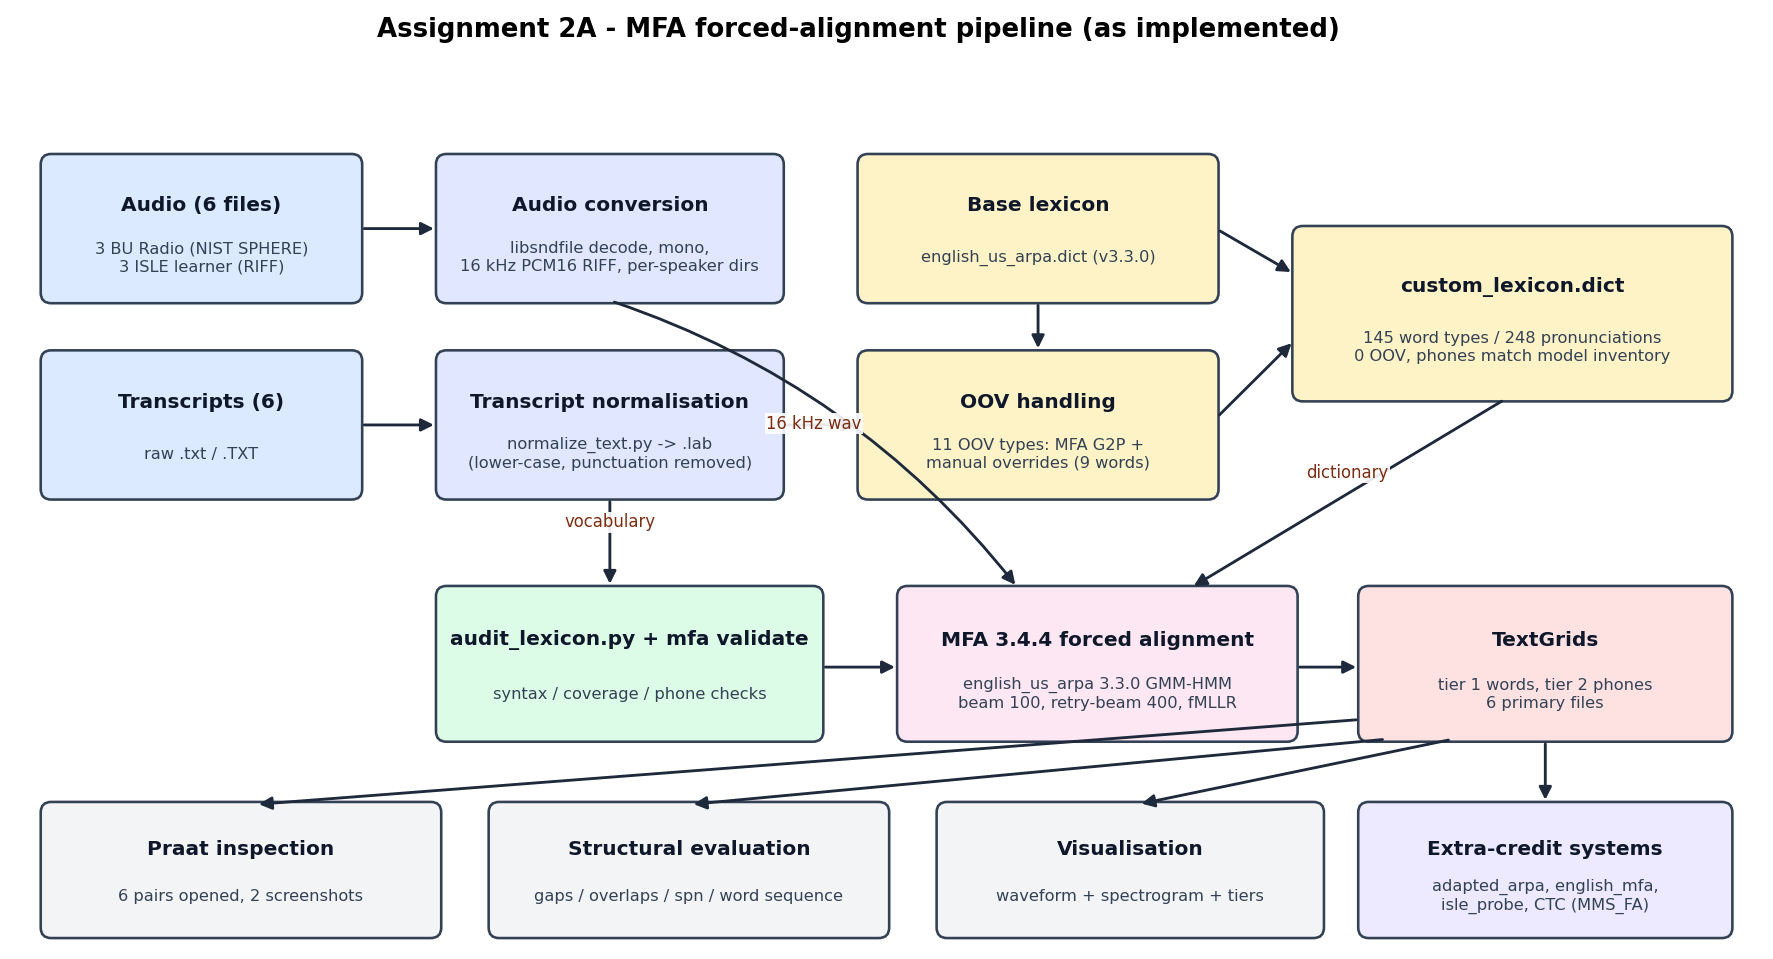 Assignment 2A - MFA forced-alignment pipeline (as implemented)
Audio (6 files)
3 BU Radio (NIST SPHERE)
3 ISLE learner (RIFF)
Audio conversion
libsndfile decode, mono,
16 kHz PCM16 RIFF, per-speaker dirs
Base lexicon
english_us_arpa.dict (v3.3.0)
custom_lexicon.dict
145 word types / 248 pronunciations
0 OOV, phones match model inventory
Transcripts (6)
raw .txt / .TXT
Transcript normalisation
normalize_text.py -> .lab
(lower-case, punctuation removed)
16 kHz wav
OOV handling
11 OOV types: MFA G2P +
manual overrides (9 words)
dictionary
vocabulary
audit_lexicon.py + mfa validate
syntax / coverage / phone checks
MFA 3.4.4 forced alignment
english_us_arpa 3.3.0 GMM-HMM
beam 100, retry-beam 400, fMLLR
TextGrids
tier 1 words, tier 2 phones
6 primary files
Praat inspection
6 pairs opened, 2 screenshots
Structural evaluation
gaps / overlaps / spn / word sequence
Visualisation
waveform + spectrogram + tiers
Extra-credit systems
adapted_arpa, english_mfa,
isle_probe, CTC (MMS_FA)